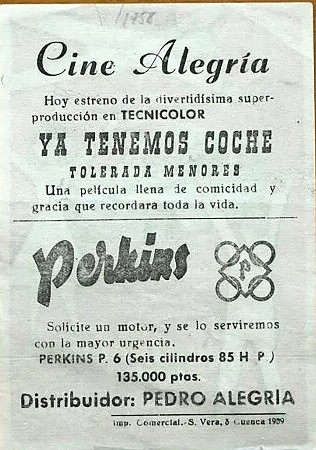 1958
Cine Alegría
Hoy estreno de la divertidísima super-
producción en TECNICOLOR
YA TENEMOS COCHE
TOLERADA MENORES
Una película llena de comicidad y
gracia que recordara toda la vida.
Perkins
P
Solicite un motor, y se lo serviremos
con la mayor urgencia.
PERKINS P. 6 (Seis cilindros 85 H P.)
135.000 ptas.
Distribuidor: PEDRO ALEGRIA
Imp. Comercial.-S. Vera, 8 Cuenca 1959